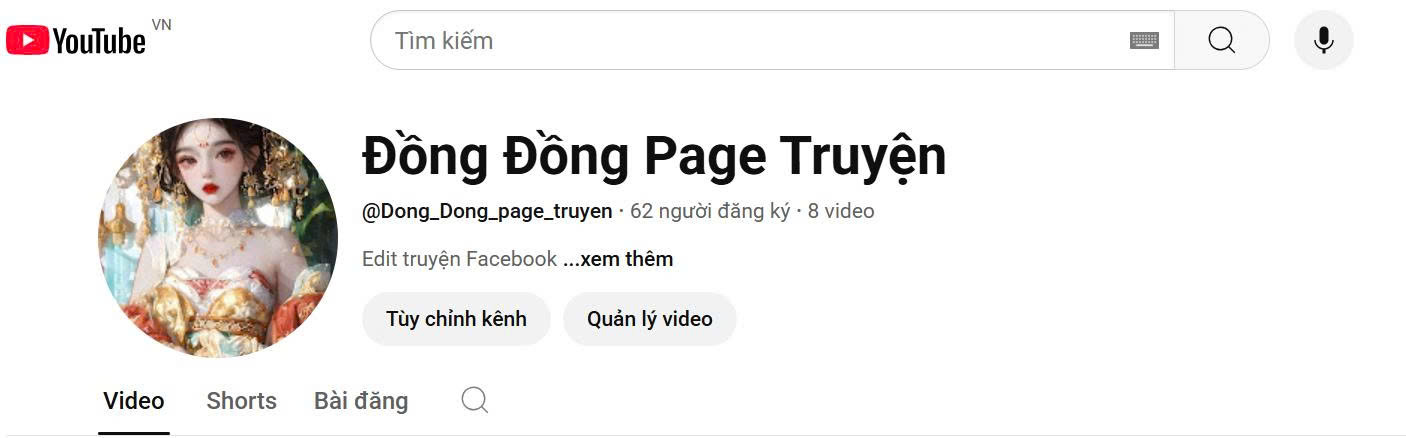 YouTube VN
Tìm kiếm
Đồng Đồng Page Truyện
@Dong_Dong_page_truyen · 62 người đăng ký · 8 video
Edit truyện Facebook ...xem thêm
Tùy chỉnh kênh Quản lý video
Video Shorts Bài đăng